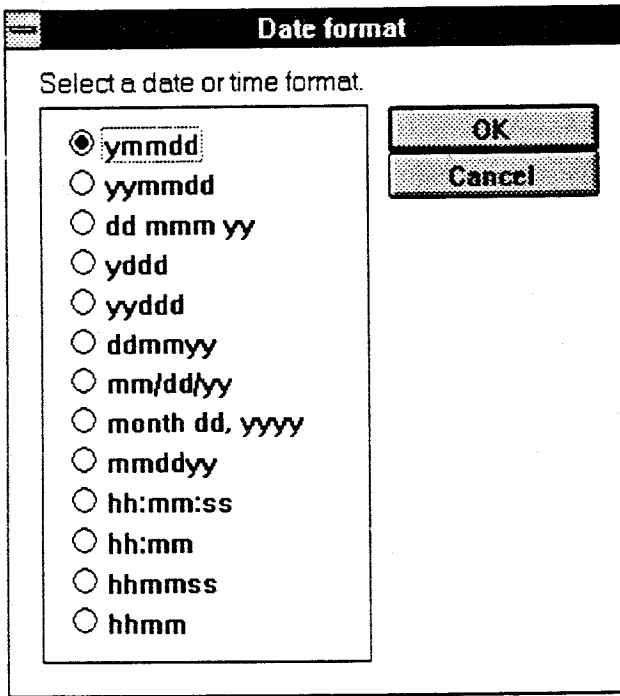 Date format
Select a date or time format.
ymmdd
yymmdd
dd mmm yy
yddd
yyddd
ddmmyy
mm/dd/yy
month dd, yyyy
mmddyy
hh:mm:ss
hh:mm
hhmmss
hhmm
OK
Cancel